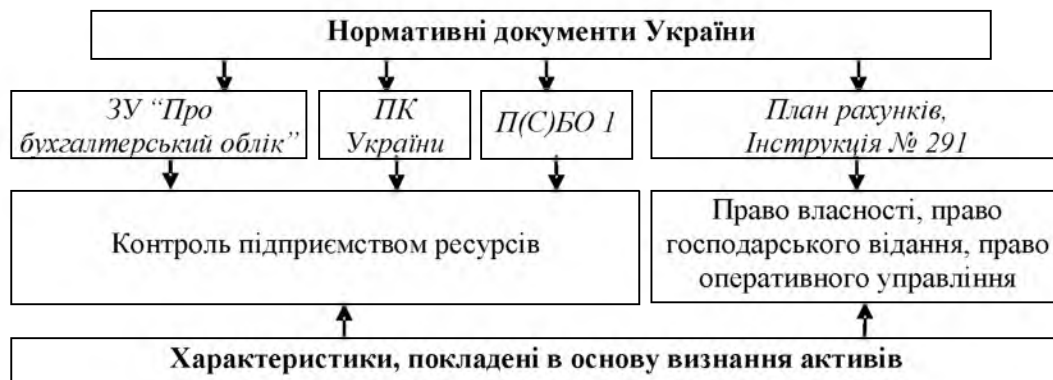 Нормативні документи України
ЗУ “Про
бухгалтерський облік”
ПК
України
П(С)БО 1
План рахунків,
Інструкція № 291
Контроль підприємством ресурсів
Право власності, право
господарського відання, право
оперативного управління
Характеристики, покладені в основу визнання активів